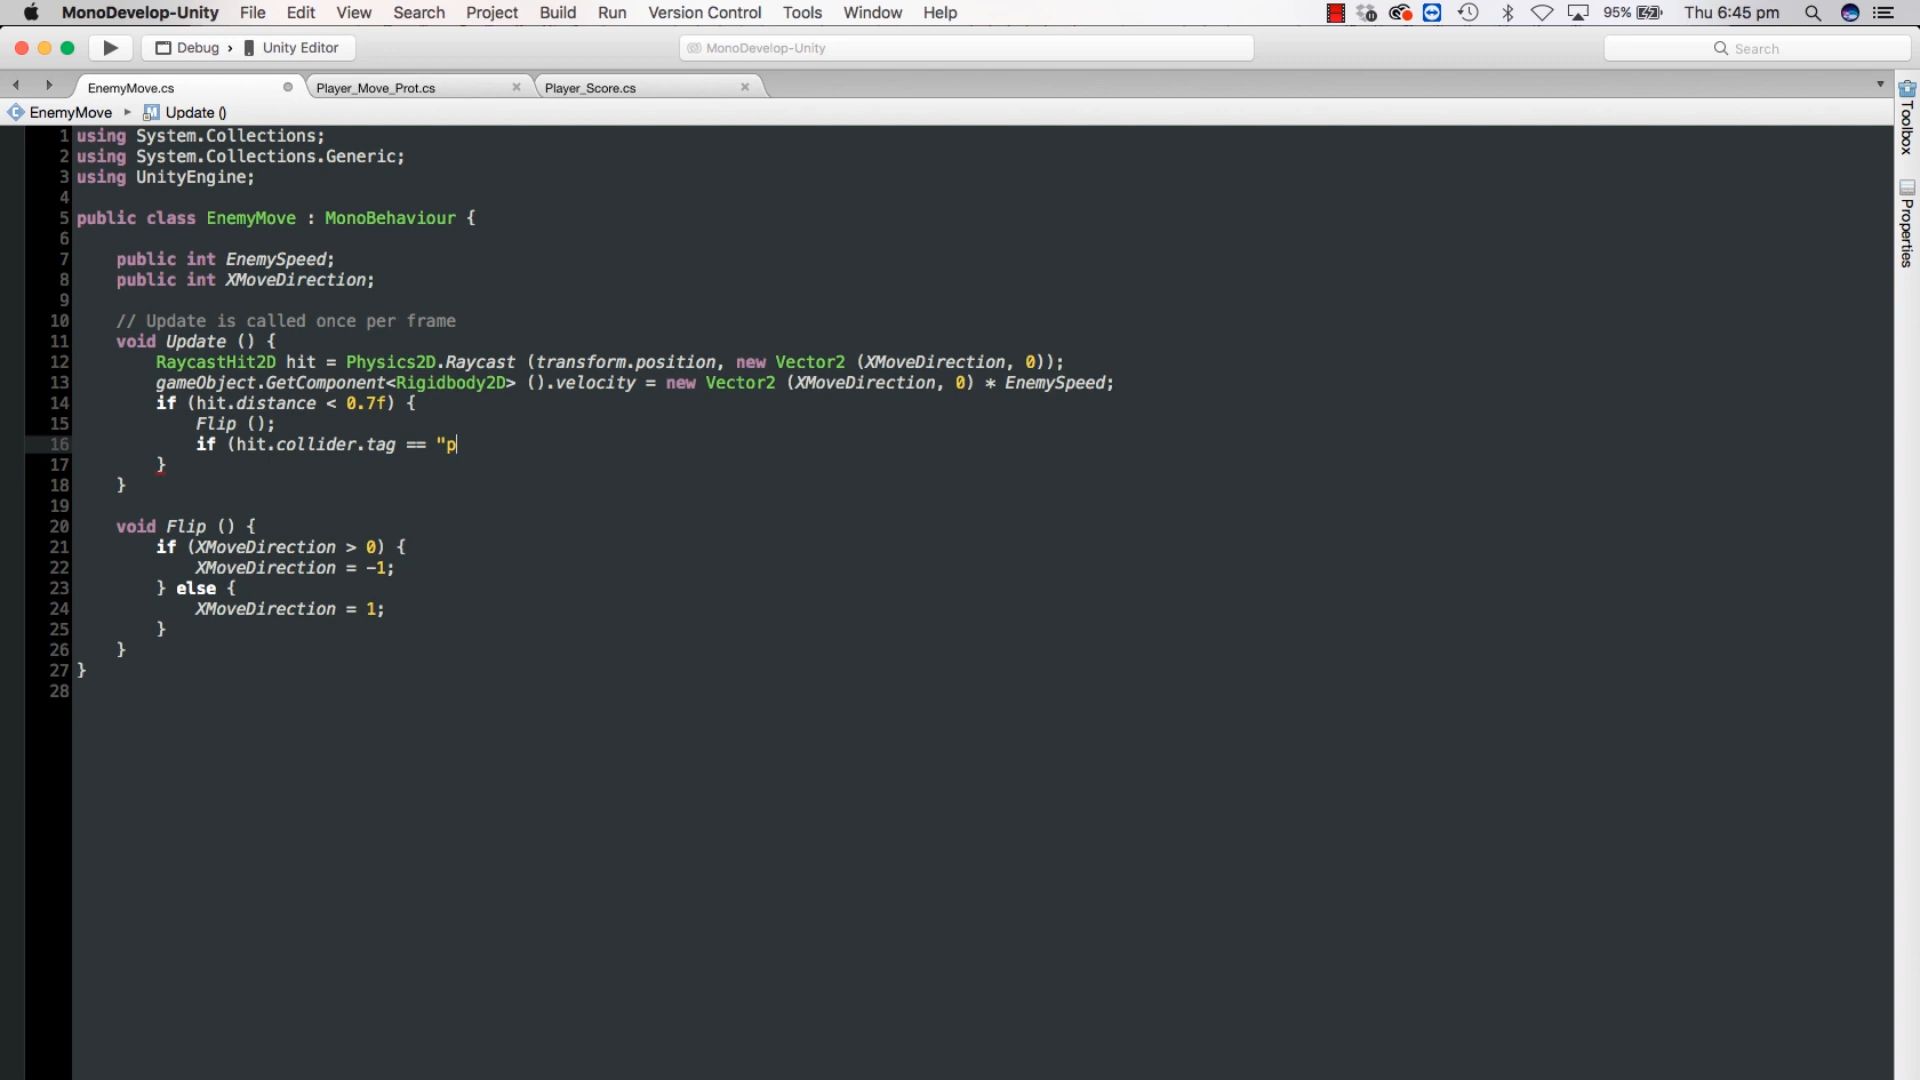 MonoDevelop-Unity File Edit View Search Project Build Run Version Control Tools Window Help 95% Thu 6:45 pm
Debug › Unity Editor MonoDevelop-Unity Search
EnemyMove.cs Player_Move_Prot.cs Player_Score.cs
EnemyMove Update ()
Toolbox
Properties
1 using System.Collections;
2 using System.Collections.Generic;
3 using UnityEngine;
4
5 public class EnemyMove : MonoBehaviour {
6
7 public int EnemySpeed;
8 public int XMoveDirection;
9
10 // Update is called once per frame
11 void Update () {
12 RaycastHit2D hit = Physics2D.Raycast (transform.position, new Vector2 (XMoveDirection, 0));
13 gameObject.GetComponent<Rigidbody2D> ().velocity = new Vector2 (XMoveDirection, 0) * EnemySpeed;
14 if (hit.distance < 0.7f) {
15 Flip ();
16 if (hit.collider.tag == "p
17 }
18 }
19
20 void Flip () {
21 if (XMoveDirection > 0) {
22 XMoveDirection = -1;
23 } else {
24 XMoveDirection = 1;
25 }
26 }
27 }
28